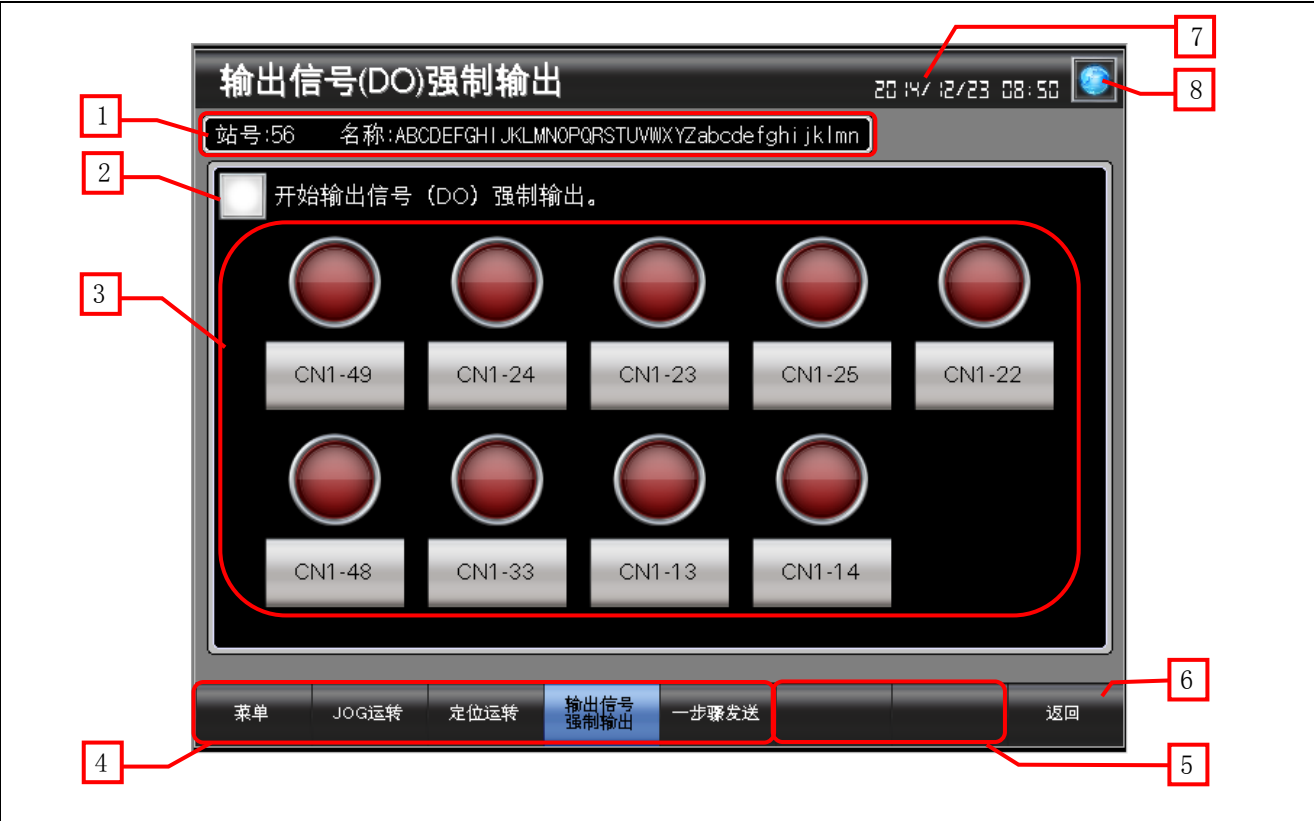 7
输出信号(DO)强制输出
2014/12/23 08:50
8
1
站号:56 名称:ABCDEFGHIJKLMNOPQRSTUVWXYZabcdefghijklmn
2
开始输出信号（DO）强制输出。
3
CN1-49 CN1-24 CN1-23 CN1-25 CN1-22
CN1-48 CN1-33 CN1-13 CN1-14
6
菜单 JOG运转 定位运转 输出信号 一步骤发送 返回
强制输出
4
5